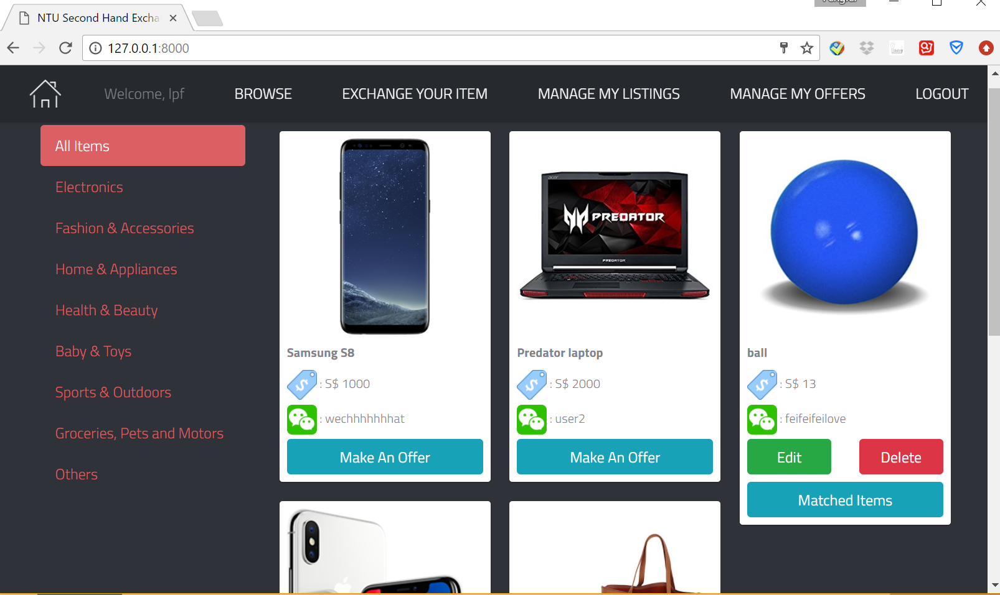 NTU Second Hand Excha
127.0.0.1:8000
Welcome, lpf
BROWSE
EXCHANGE YOUR ITEM
MANAGE MY LISTINGS
MANAGE MY OFFERS
LOGOUT
All Items
Electronics
Fashion & Accessories
Home & Appliances
Health & Beauty
Baby & Toys
Sports & Outdoors
Groceries, Pets and Motors
Others
Samsung S8
: S$ 1000
: wechhhhhhhat
Make An Offer
acer
PREDATOR
PREDATOR
Predator laptop
: S$ 2000
: user2
Make An Offer
ball
: S$ 13
: feifeifeilove
Edit
Delete
Matched Items